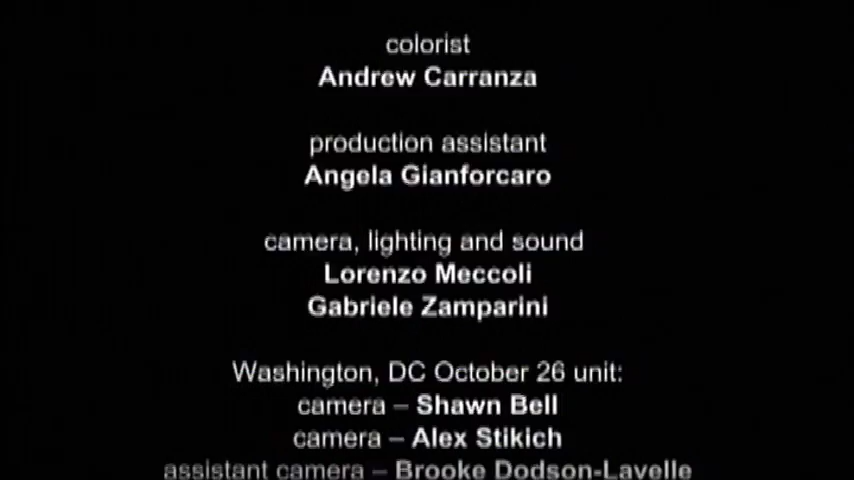 colorist
Andrew Carranza
production assistant
Angela Gianforcaro
camera, lighting and sound
Lorenzo Meccoli
Gabriele Zamparini
Washington, DC October 26 unit:
camera – Shawn Bell
camera – Alex Stikich
assistant camera – Brooke Dodson-Lavelle